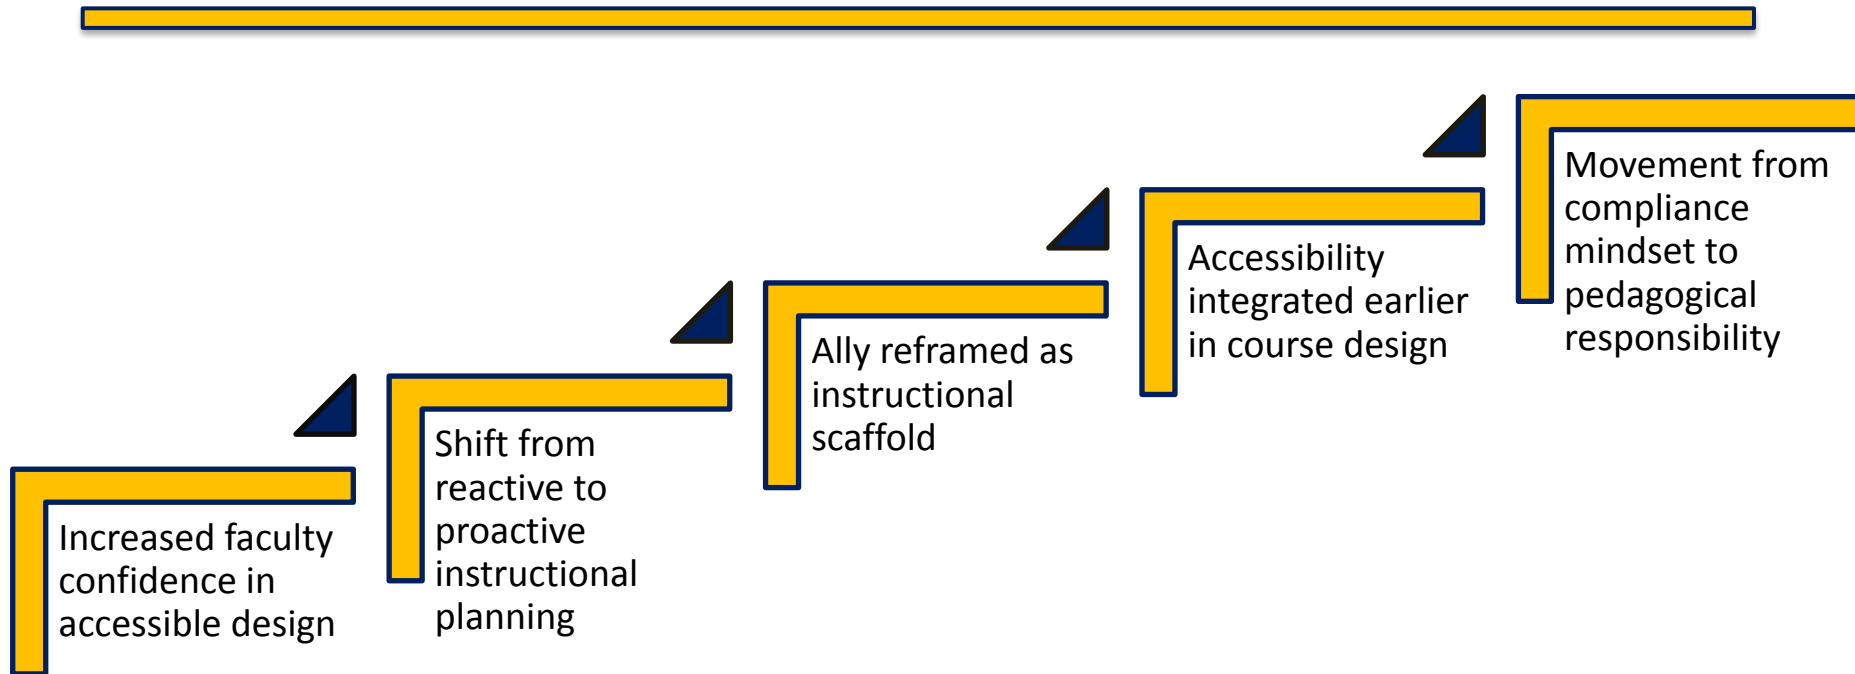 Increased faculty
confidence in
accessible design
Shift from
reactive to
proactive
instructional
planning
Ally reframed as
instructional
scaffold
Accessibility
integrated earlier
in course design
Movement from
compliance
mindset to
pedagogical
responsibility